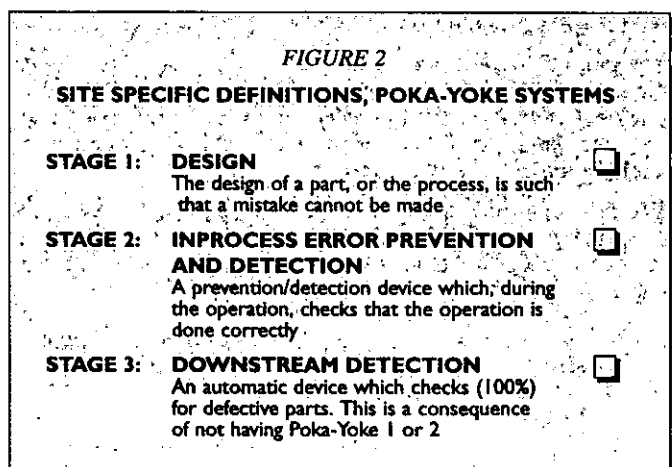 FIGURE 2
SITE SPECIFIC DEFINITIONS, POKA-YOKE SYSTEMS
STAGE 1: DESIGN
The design of a part, or the process, is such
that a mistake cannot be made
STAGE 2: INPROCESS ERROR PREVENTION
AND DETECTION
A prevention/detection device which, during
the operation, checks that the operation is
done correctly
STAGE 3: DOWNSTREAM DETECTION
An automatic device which checks (100%)
for defective parts. This is a consequence
of not having Poka-Yoke 1 or 2